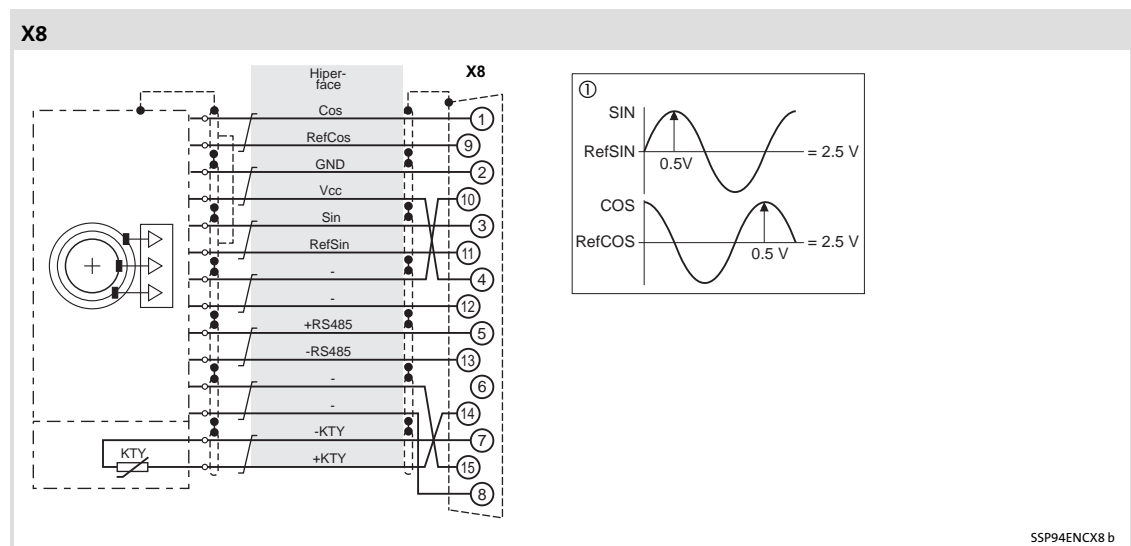 X8
Hiper-
face
X8
Cos
1
RefCos
9
GND
2
Vcc
10
Sin
3
RefSin
11
-
4
-
12
+RS485
5
-RS485
13
-
6
-
14
-KTY
7
KTY
+KTY
15
8
①
SIN
RefSIN
0.5V
= 2.5 V
COS
RefCOS
0.5 V
= 2.5 V
SSP94ENCX8 b